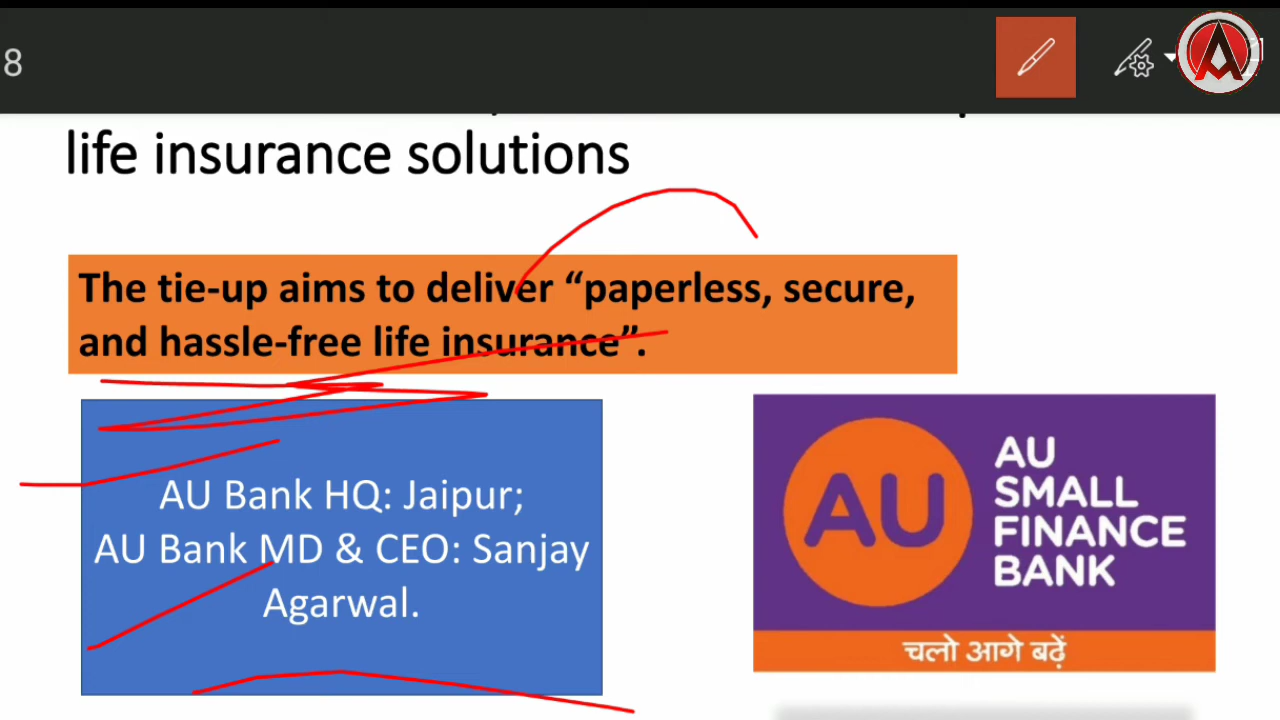 8
life insurance solutions
The tie-up aims to deliver “paperless, secure,
and hassle-free life insurance”.
AU Bank HQ: Jaipur;
AU Bank MD & CEO: Sanjay
Agarwal.
AU
AU
SMALL
FINANCE
BANK
चलो आगे बढ़ें